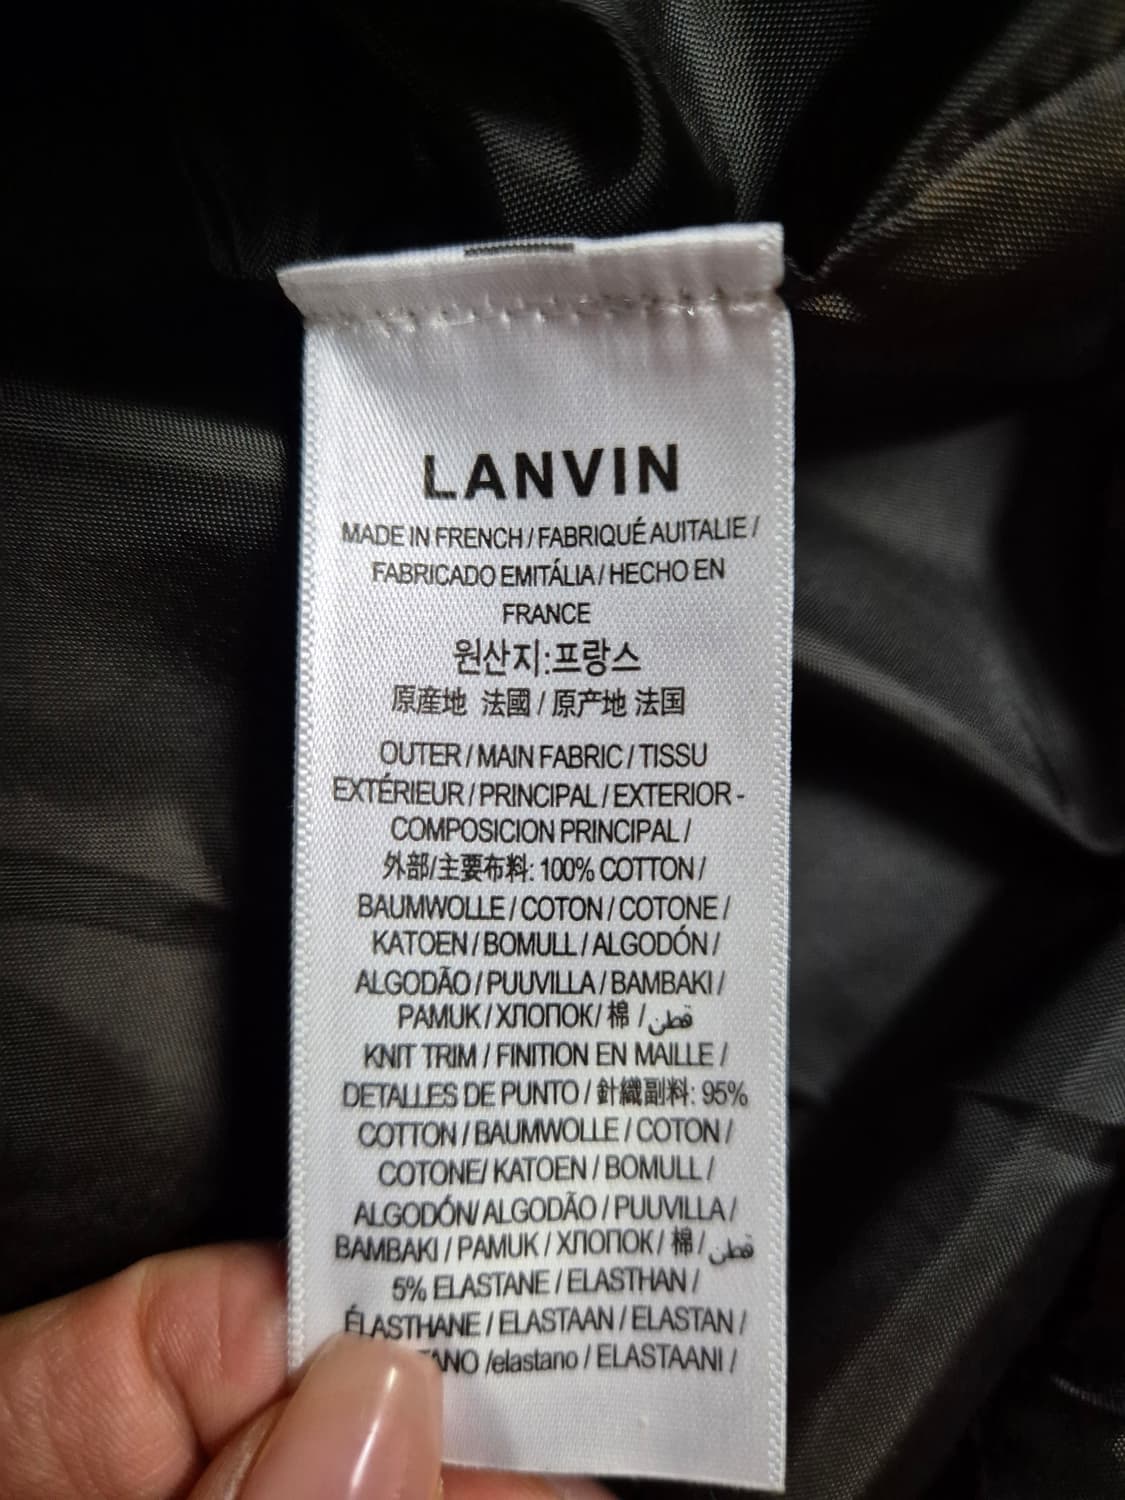 LANVIN
MADE IN FRENCH / FABRIQUÉ AUITALIE /
FABRICADO EMITÁLIA / HECHO EN
FRANCE
원산지:프랑스
原産地 法國 / 原产地 法国
OUTER / MAIN FABRIC / TISSU
EXTÉRIEUR / PRINCIPAL / EXTERIOR -
COMPOSICION PRINCIPAL /
外部/主要布料: 100% COTTON /
BAUMWOLLE / COTON / COTONE /
KATOEN / BOMULL / ALGODÓN /
ALGODÃO / PUUVILLA / BAMBAKI /
PAMUK / ХЛОПОК/ 棉 / قطن
KNIT TRIM / FINITION EN MAILLE /
DETALLES DE PUNTO / 針織副料: 95%
COTTON / BAUMWOLLE / COTON /
COTONE/ KATOEN / BOMULL /
ALGODÓN/ ALGODÃO / PUUVILLA /
BAMBAKI / PAMUK / ХЛОПОК/ 棉 / قطن
5% ELASTANE / ELASTHAN /
ÉLASTHANE / ELASTAAN / ELASTAN /
/elastano / ELASTAANI /